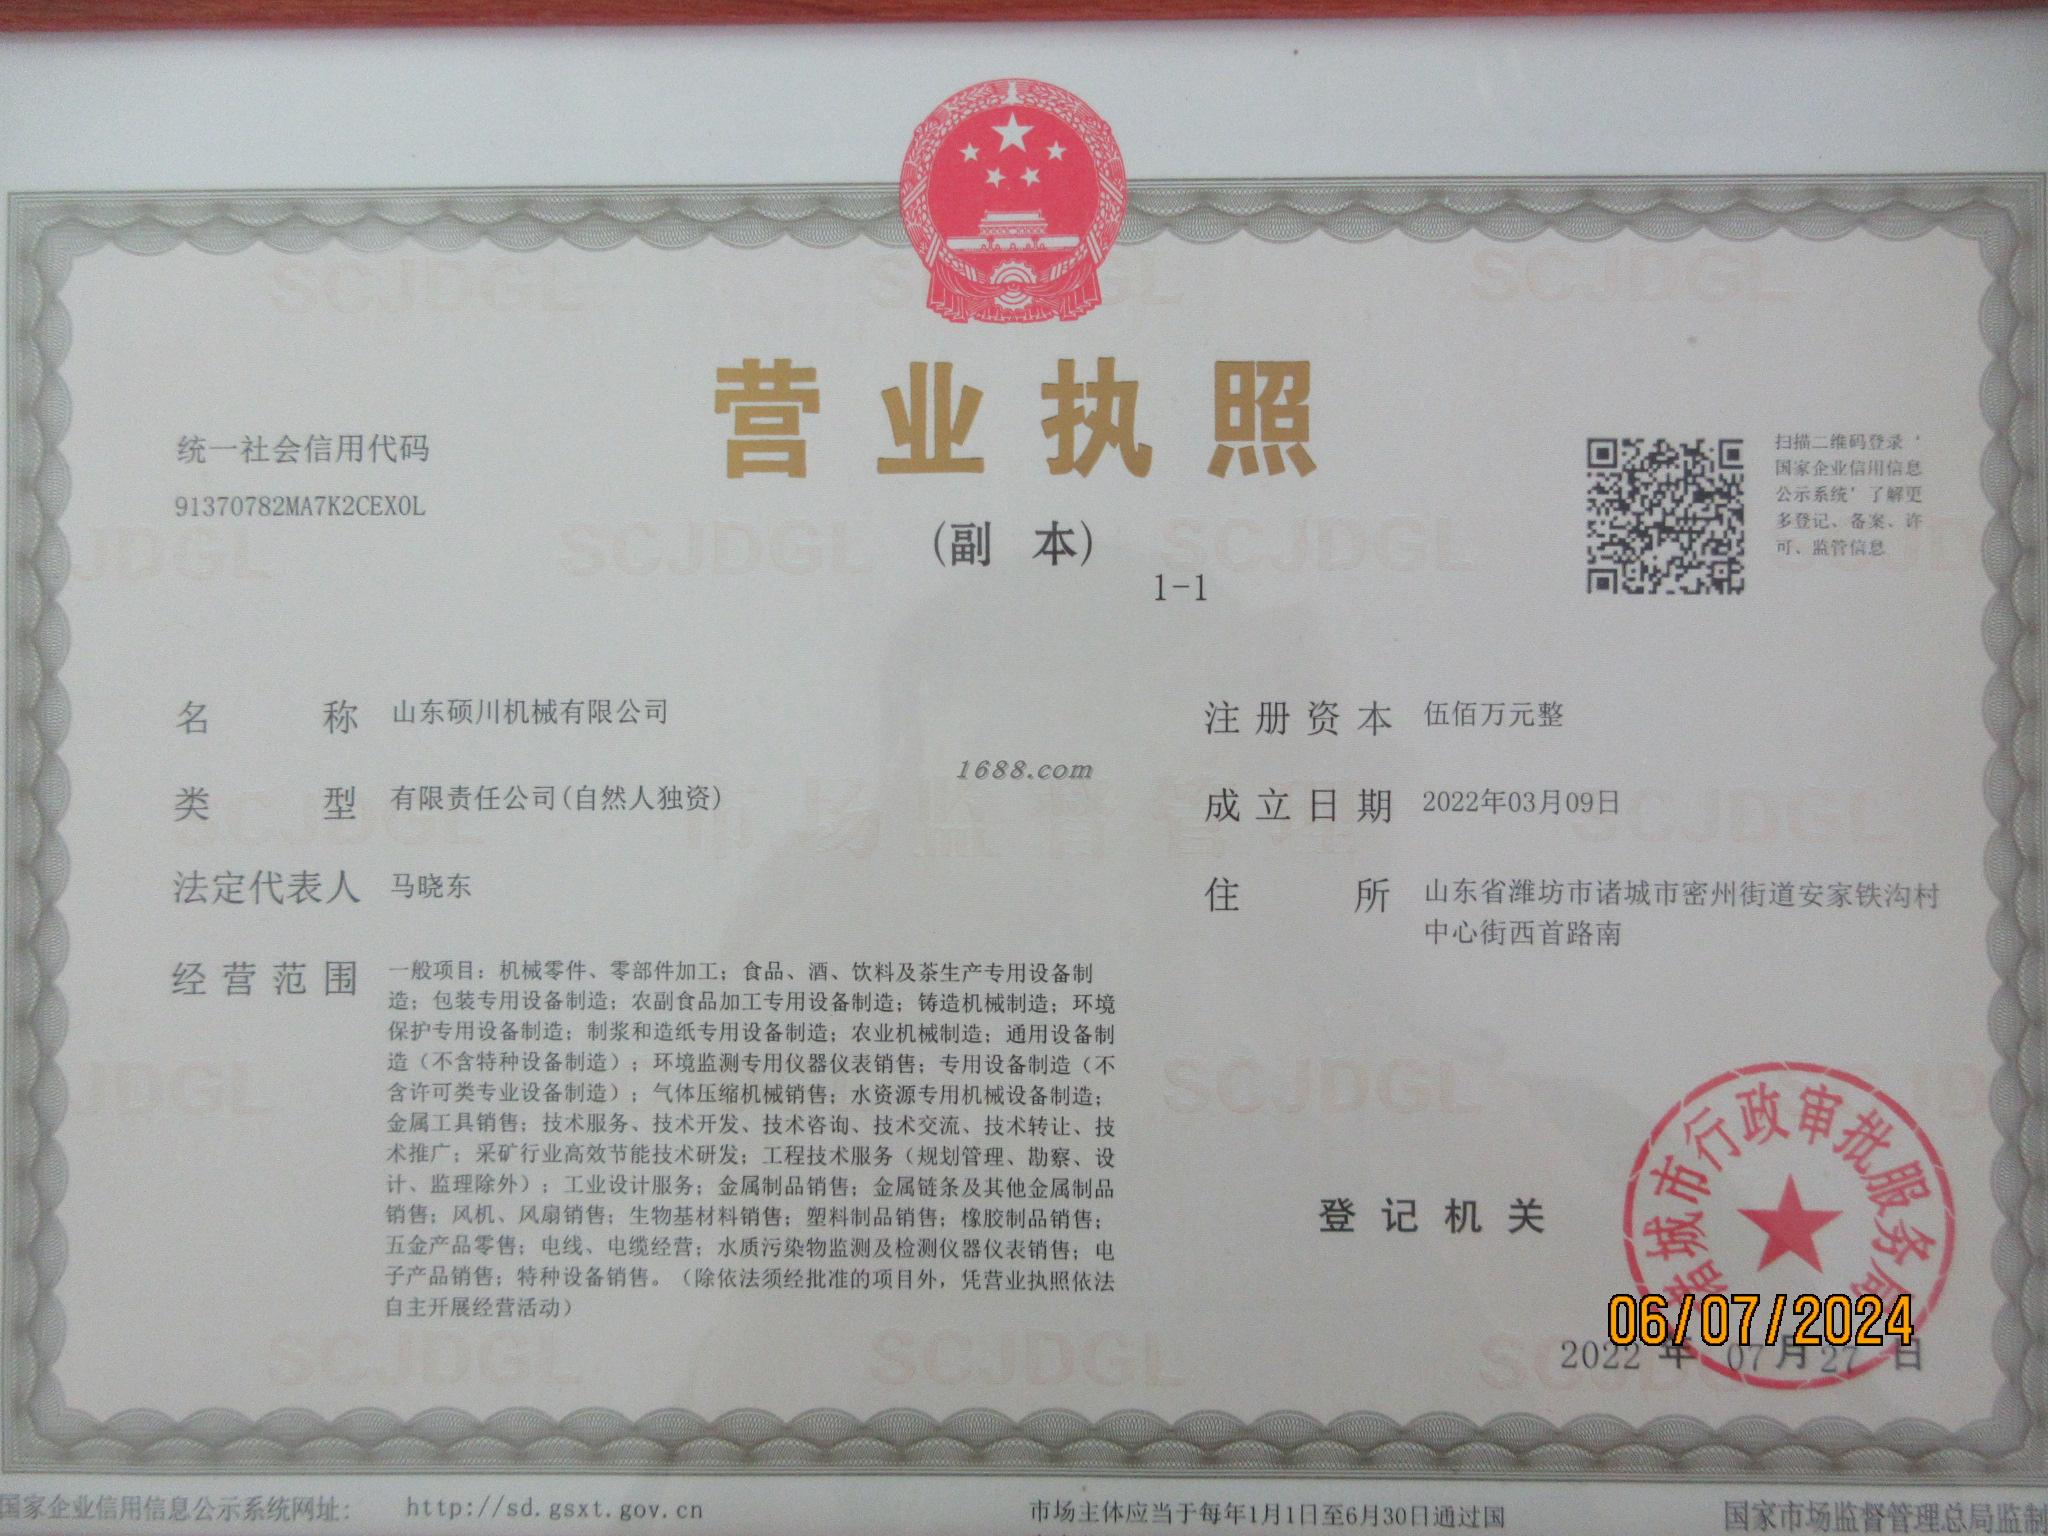 营业执照
(副 本)
1-1
统一社会信用代码
91370782MA7K2CEX0L
扫描二维码登录‘
国家企业信用信息
公示系统’了解更
多登记、备案、许
可、监管信息
名 称 山东硕川机械有限公司
类 型 有限责任公司(自然人独资)
法定代表人 马晓东
经营范围 一般项目：机械零件、零部件加工；食品、酒、饮料及茶生产专用设备制
造；包装专用设备制造；农副食品加工专用设备制造；铸造机械制造；环境
保护专用设备制造；制浆和造纸专用设备制造；农业机械制造；通用设备制
造（不含特种设备制造）；环境监测专用仪器仪表销售；专用设备制造（不
含许可类专业设备制造）；气体压缩机械销售；水资源专用机械设备制造；
金属工具销售；技术服务、技术开发、技术咨询、技术交流、技术转让、技
术推广；采矿行业高效节能技术研发；工程技术服务（规划管理、勘察、设
计、监理除外）；工业设计服务；金属制品销售；金属链条及其他金属制品
销售；风机、风扇销售；生物基材料销售；塑料制品销售；橡胶制品销售；
五金产品零售；电线、电缆经营；水质污染物监测及检测仪器仪表销售；电
子产品销售；特种设备销售。（除依法须经批准的项目外，凭营业执照依法
自主开展经营活动）
1688.com
注册资本 伍佰万元整
成立日期 2022年03月09日
住 所 山东省潍坊市诸城市密州街道安家铁沟村
中心街西首路南
登记机关
诸城市行政审批服务局
06/07/2024
2022 年 07 月 27 日
SCJDGL
市场监督管理
国家企业信用信息公示系统网址: http://sd.gsxt.gov.cn
市场主体应当于每年1月1日至6月30日通过国
国家市场监督管理总局监制